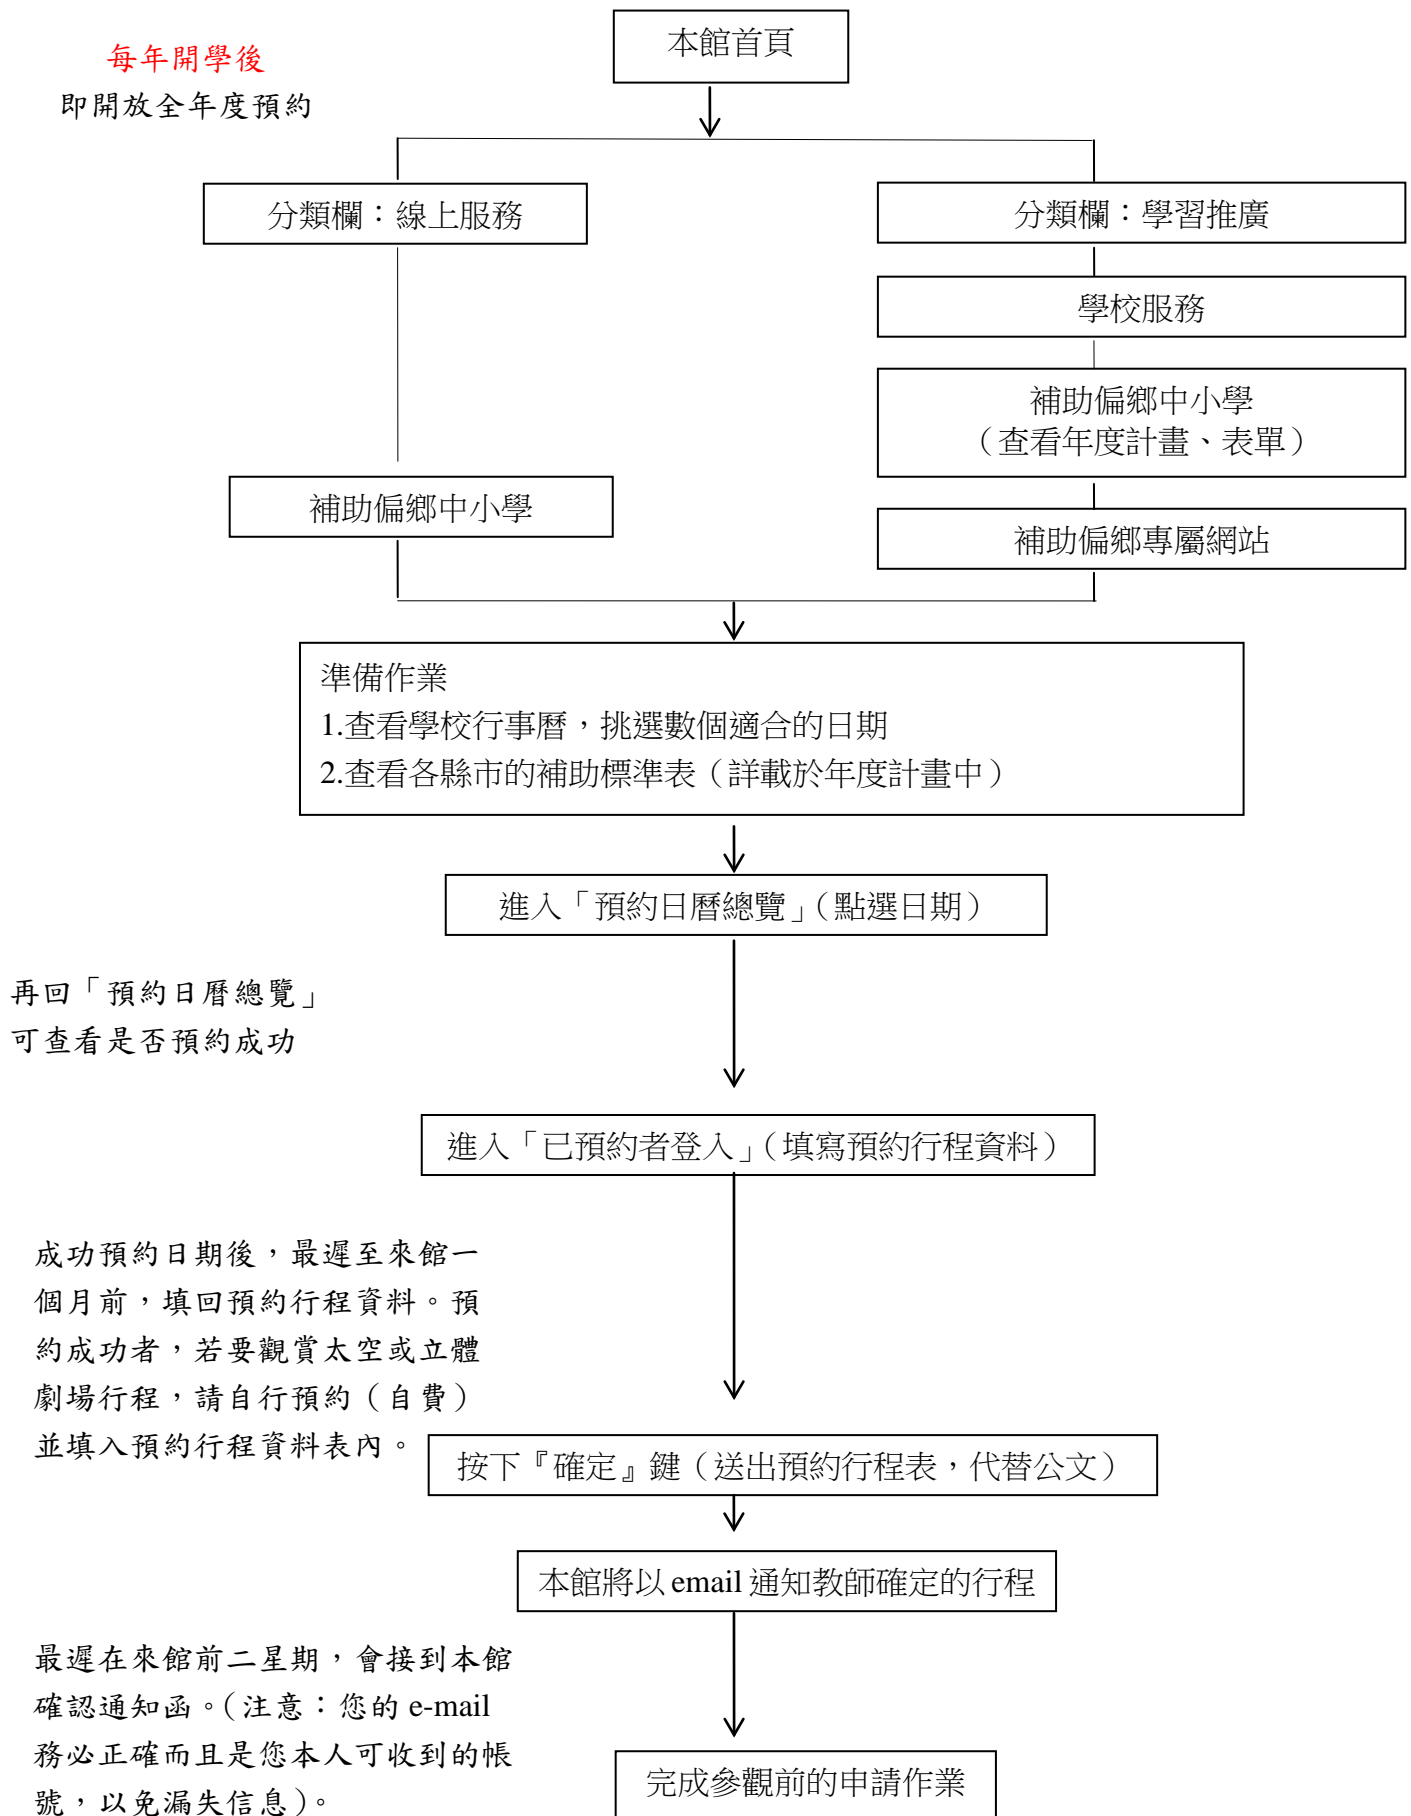 本館首頁
每年開學後
即開放全年度預約
分類欄：線上服務
分類欄：學習推廣
學校服務
補助偏鄉中小學
（查看年度計畫、表單）
補助偏鄉中小學
補助偏鄉專屬網站
準備作業
1.查看學校行事曆，挑選數個適合的日期
2.查看各縣市的補助標準表（詳載於年度計畫中）
進入「預約日曆總覽」（點選日期）
再回「預約日曆總覽」
可查看是否預約成功
進入「已預約者登入」（填寫預約行程資料）
成功預約日期後，最遲至來館一
個月前，填回預約行程資料。預
約成功者，若要觀賞太空或立體
劇場行程，請自行預約（自費）
並填入預約行程資料表內。
按下『確定』鍵（送出預約行程表，代替公文）
本館將以 email 通知教師確定的行程
最遲在來館前二星期，會接到本館
確認通知函。（注意：您的 e-mail
務必正確而且是您本人可收到的帳
號，以免漏失信息）。
完成參觀前的申請作業